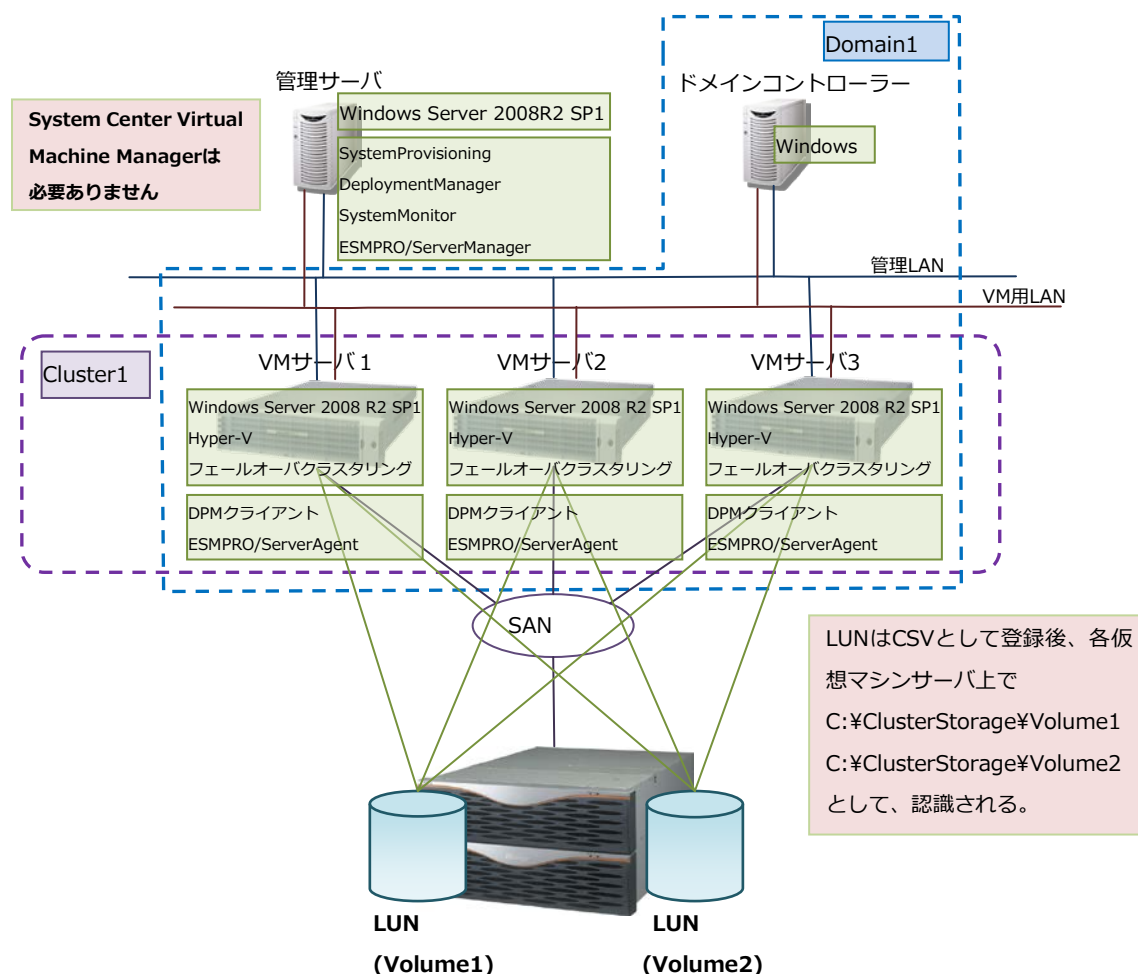 Domain1
管理サーバ
ドメインコントローラー
System Center Virtual
Machine Managerは
必要ありません
Windows Server 2008R2 SP1
SystemProvisioning
DeploymentManager
SystemMonitor
ESMPRO/ServerManager
Windows
管理LAN
VM用LAN
Cluster1
VMサーバ1
VMサーバ2
VMサーバ3
Windows Server 2008 R2 SP1
Hyper-V
フェールオーバクラスタリング
DPMクライアント
ESMPRO/ServerAgent
Windows Server 2008 R2 SP1
Hyper-V
フェールオーバクラスタリング
DPMクライアント
ESMPRO/ServerAgent
Windows Server 2008 R2 SP1
Hyper-V
フェールオーバクラスタリング
DPMクライアント
ESMPRO/ServerAgent
SAN
LUNはCSVとして登録後、各仮
想マシンサーバ上で
C:¥ClusterStorage¥Volume1
C:¥ClusterStorage¥Volume2
として、認識される。
LUN
(Volume1)
LUN
(Volume2)